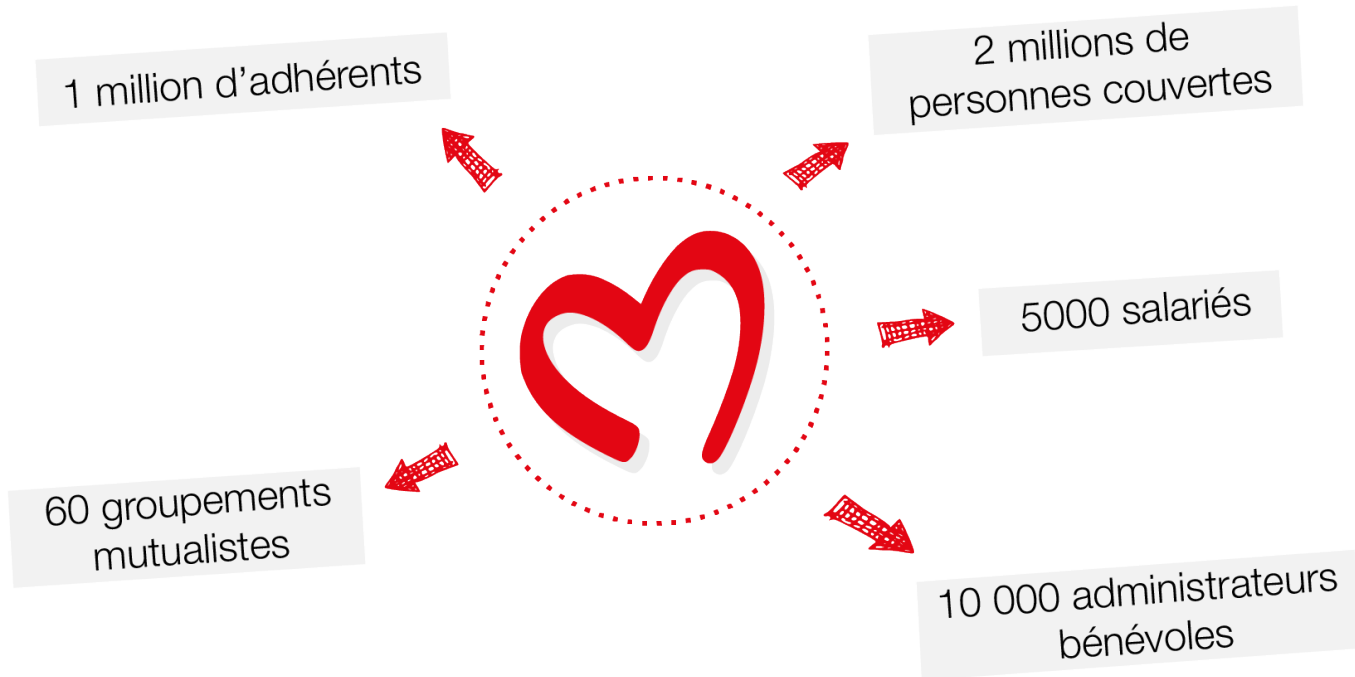 1 million d’adhérents
2 millions de
personnes couvertes
5000 salariés
60 groupements
mutualistes
10 000 administrateurs
bénévoles